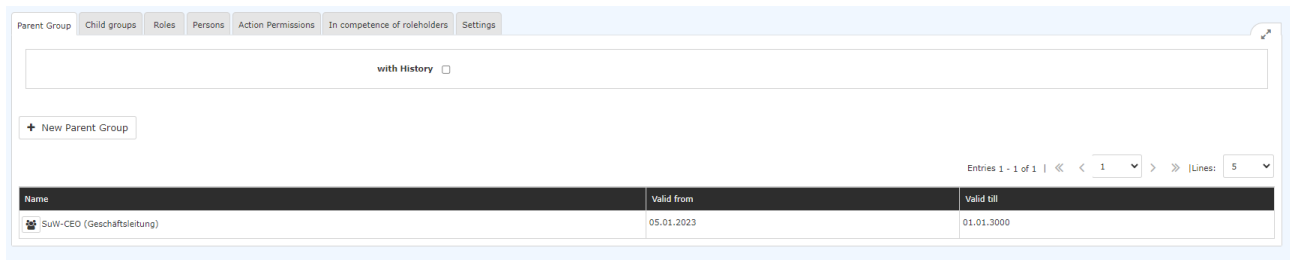 Parent Group Child groups Roles Persons Action Permissions In competence of roleholders Settings
with History
+ New Parent Group
Entries 1 - 1 of 1 | 1 |Lines: 5
Name Valid from Valid till
SuW-CEO (Geschäftsleitung) 05.01.2023 01.01.3000